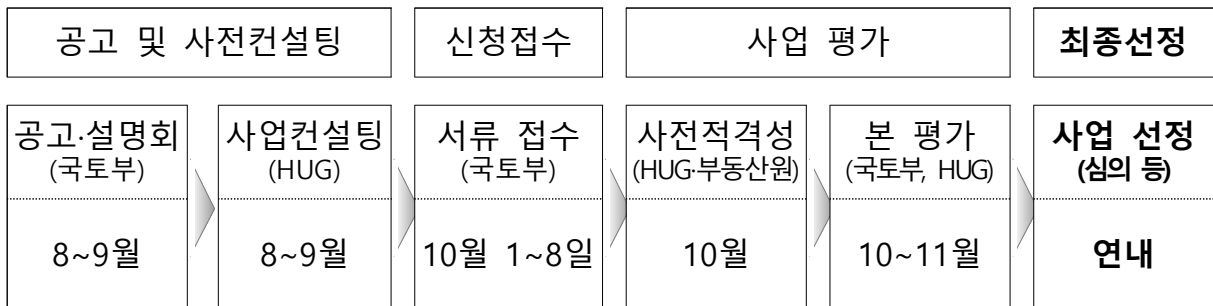 공고 및 사전컨설팅
신청접수
사업 평가
최종선정
공고·설명회
(국토부)
사업컨설팅
(HUG)
서류 접수
(국토부)
사전적격성
(HUG·부동산원)
본 평가
(국토부, HUG)
사업 선정
(심의 등)
8~9월
8~9월
10월 1~8일
10월
10~11월
연내